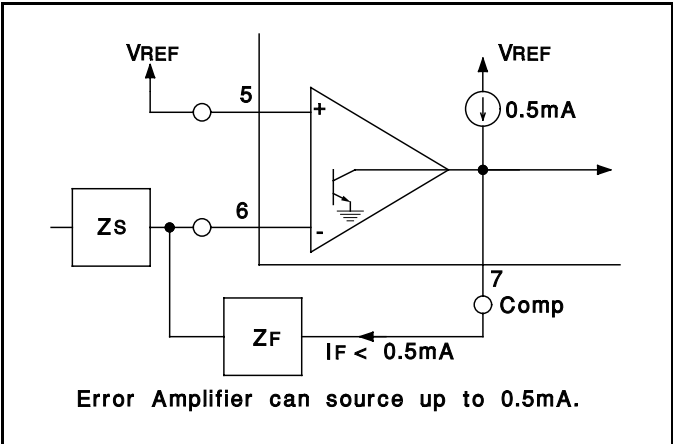 VREF
VREF
5
+
0.5mA
6
-
ZS
7
Comp
ZF
IF < 0.5mA
Error Amplifier can source up to 0.5mA.